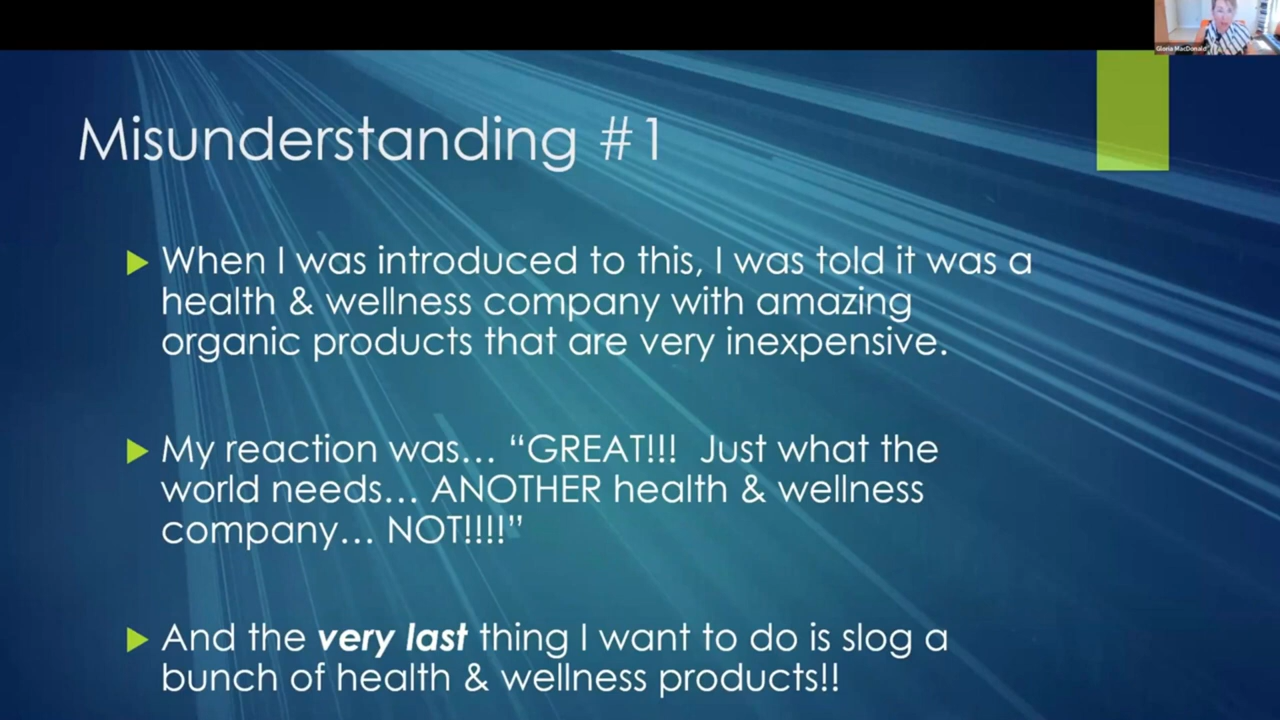 Gloria MacDonald
Misunderstanding #1
When I was introduced to this, I was told it was a
health & wellness company with amazing
organic products that are very inexpensive.
My reaction was… “GREAT!!!  Just what the
world needs… ANOTHER health & wellness
company… NOT!!!!”
And the very last thing I want to do is slog a
bunch of health & wellness products!!